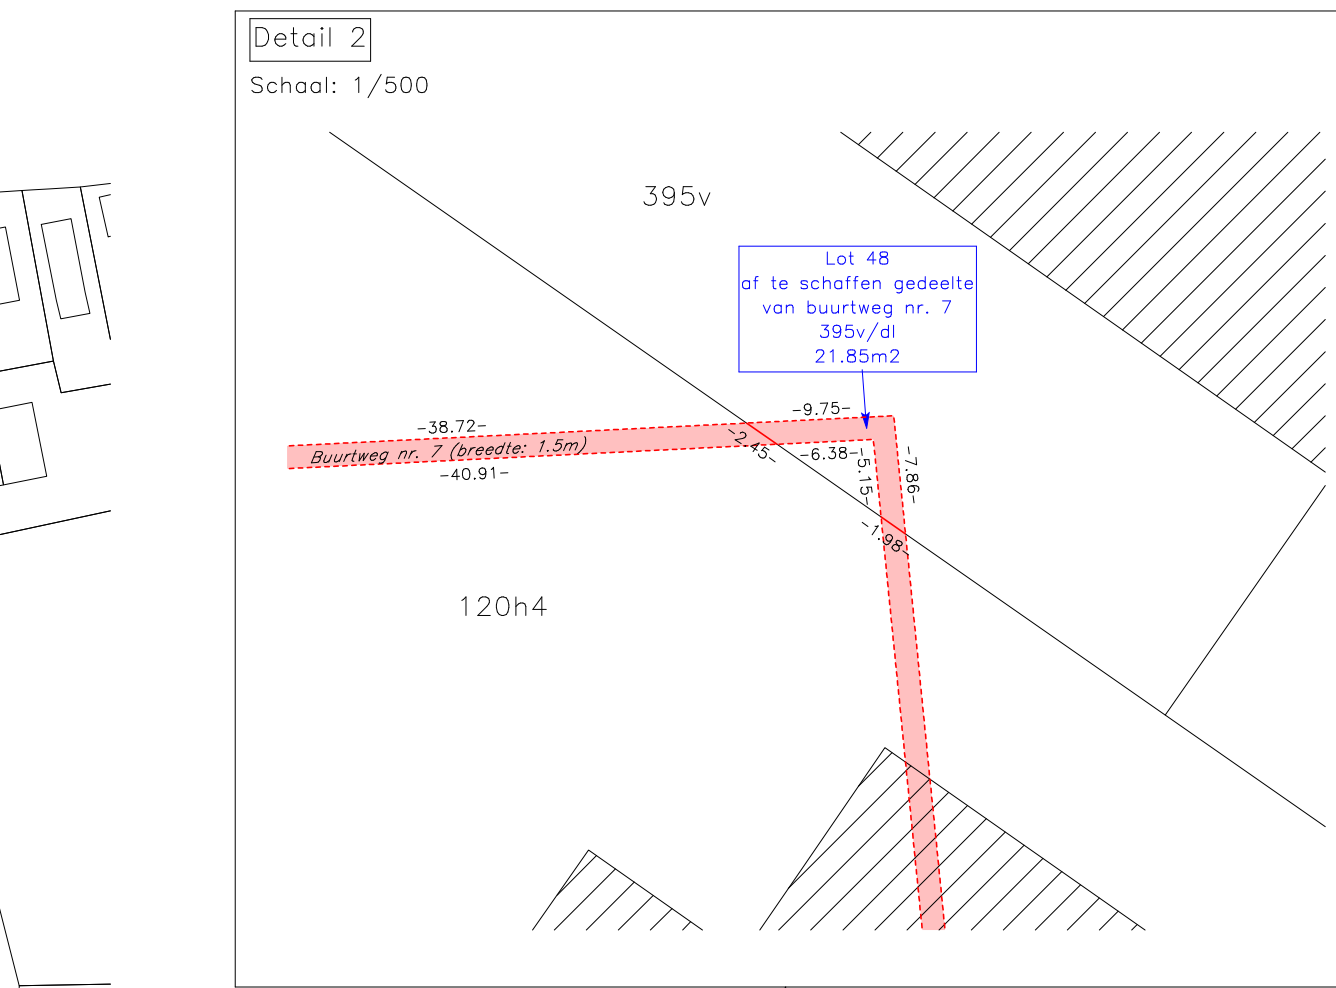 Detail 2
Schaal: 1/500
395v
Lot 48
af te schaffen gedeelte
van buurtweg nr. 7
395v/dl
21.85m2
-9.75-
-38.72-
Buurtweg nr. 7 (breedte: 1.5m)
-40.91-
-2.45-
-6.38-
-5.15-
-7.86-
-1.98-
120h4